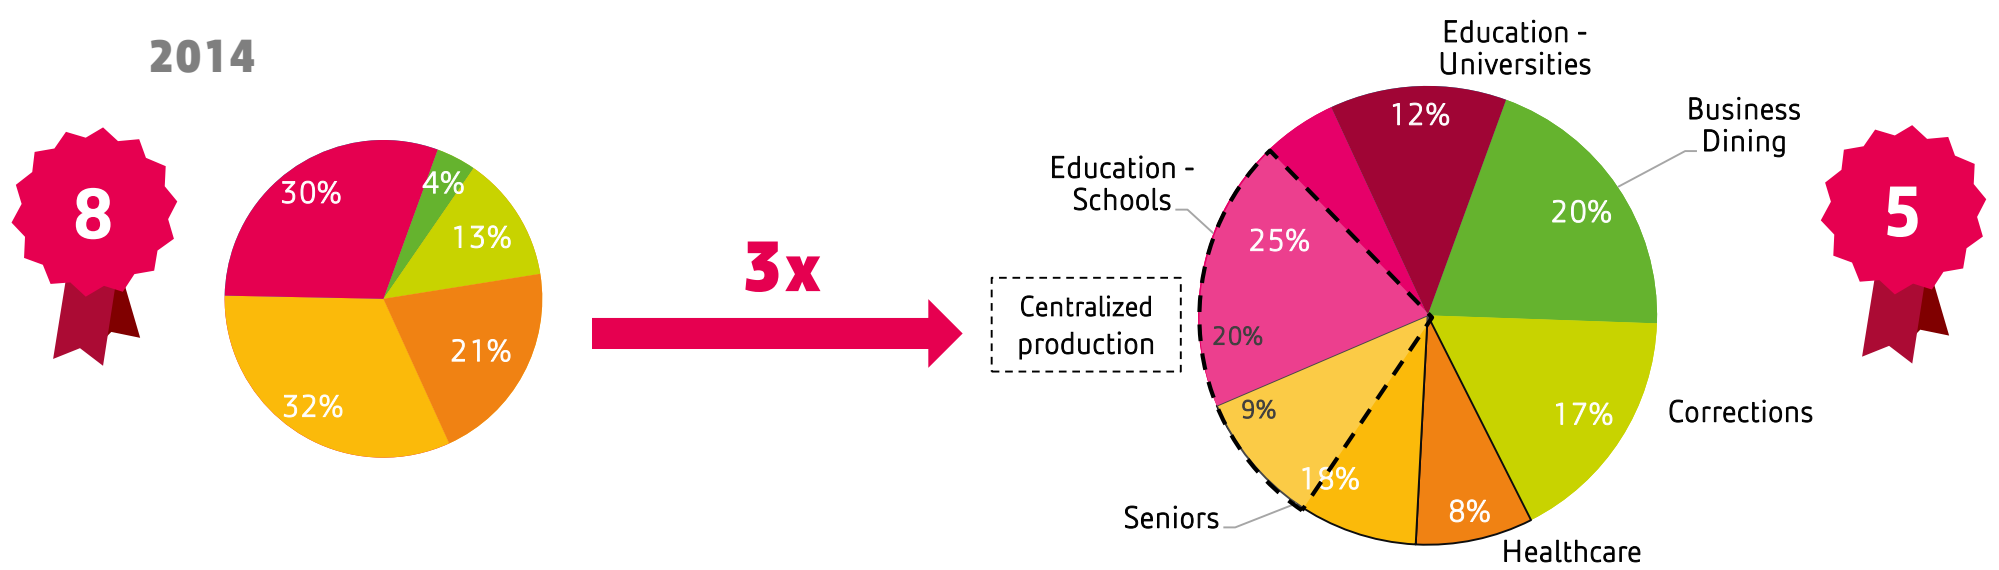 2014
8
30%
4%
13%
21%
32%
3x
Education -
Universities
Business
Dining
Education -
Schools
12%
20%
25%
Centralized
production
20%
9%
17%
Corrections
18%
8%
Seniors
Healthcare
5